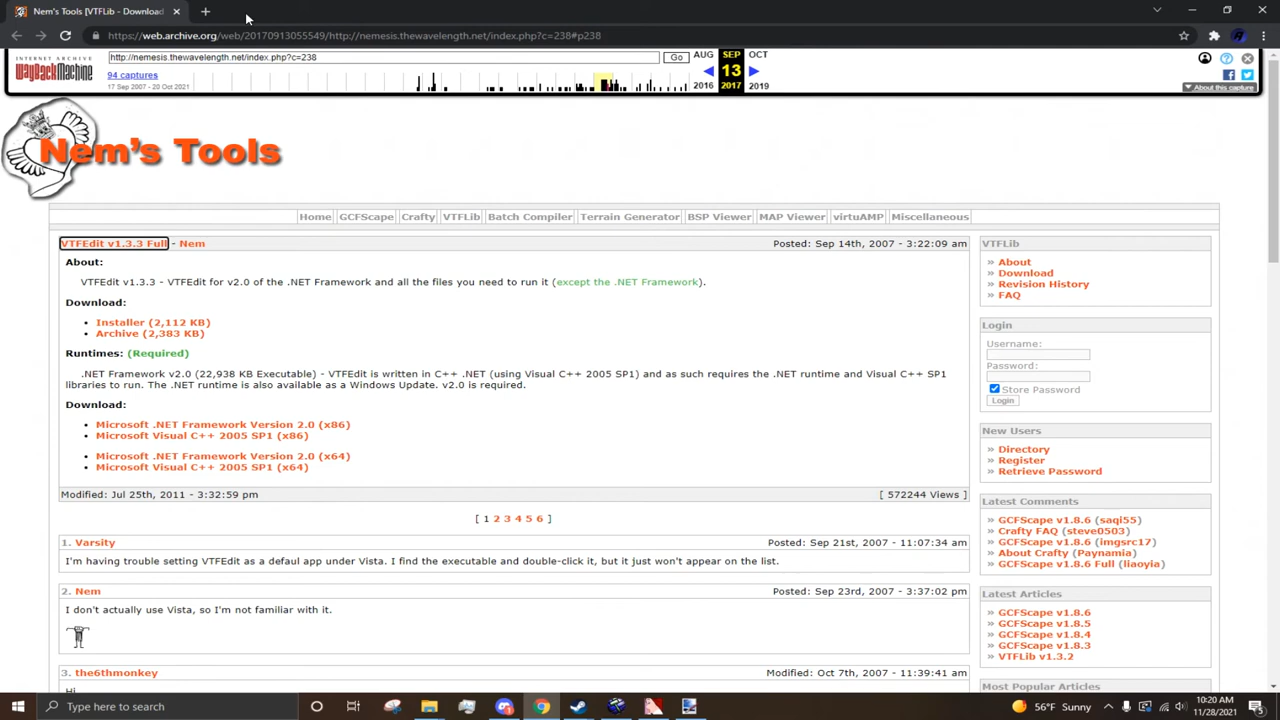 Nem's Tools [VTFLib - Download
https://web.archive.org/web/20170913055549/http://nemesis.thewavelength.net/index.php?c=238#p238
INTERNET ARCHIVE
WayBackMachine
http://nemesis.thewavelength.net/index.php?c=238
Go
AUG SEP OCT
94 captures
13
17 Sep 2007 - 20 Oct 2021
2016 2017 2019
About this capture
Nem's Tools
Home GCFScape Crafty VTFLib Batch Compiler Terrain Generator BSP Viewer MAP Viewer virtuAMP Miscellaneous
VTFEdit v1.3.3 Full - Nem
Posted: Sep 14th, 2007 - 3:22:09 am
About:
VTFEdit v1.3.3 - VTFEdit for v2.0 of the .NET Framework and all the files you need to run it (except the .NET Framework).
Download:
• Installer (2,112 KB)
• Archive (2,383 KB)
Runtimes: (Required)
.NET Framework v2.0 (22,938 KB Executable) - VTFEdit is written in C++ .NET (using Visual C++ 2005 SP1) and as such requires the .NET runtime and Visual C++ SP1
libraries to run. The .NET runtime is also available as a Windows Update. v2.0 is required.
Download:
• Microsoft .NET Framework Version 2.0 (x86)
• Microsoft Visual C++ 2005 SP1 (x86)
• Microsoft .NET Framework Version 2.0 (x64)
• Microsoft Visual C++ 2005 SP1 (x64)
Modified: Jul 25th, 2011 - 3:32:59 pm
[ 572244 Views ]
[ 1 2 3 4 5 6 ]
1. Varsity
Posted: Sep 21st, 2007 - 11:07:34 am
I'm having trouble setting VTFEdit as a defaul app under Vista. I find the executable and double-click it, but it just won't appear on the list.
2. Nem
Posted: Sep 23rd, 2007 - 3:37:02 pm
I don't actually use Vista, so I'm not familiar with it.
3. the6thmonkey
Modified: Oct 7th, 2007 - 11:39:41 am
Hi
VTFLib
» About
» Download
» Revision History
» FAQ
Login
Username:
Password:
Store Password
Login
New Users
» Directory
» Register
» Retrieve Password
Latest Comments
» GCFScape v1.8.6 (saqi55)
» Crafty FAQ (steve0503)
» GCFScape v1.8.6 (imgsrc17)
» About Crafty (Paynamia)
» GCFScape v1.8.6 Full (liaoyia)
Latest Articles
» GCFScape v1.8.6
» GCFScape v1.8.5
» GCFScape v1.8.4
» GCFScape v1.8.3
» VTFLib v1.3.2
Most Popular Articles
Type here to search
56°F Sunny
10:20 AM
11/28/2021